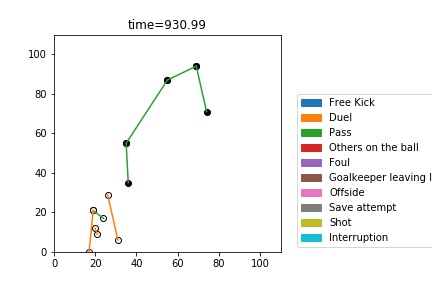 time=930.99
100
80
60
40
20
0
0 20 40 60 80 100
Free Kick
Duel
Pass
Others on the ball
Foul
Goalkeeper leaving l
Offside
Save attempt
Shot
Interruption